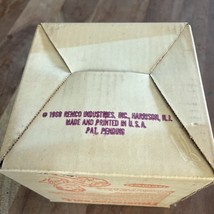 © 1968 REMCO INDUSTRIES, INC., HARRISON, N.J.
MADE AND PRINTED IN U.S.A.
PAT. PENDING